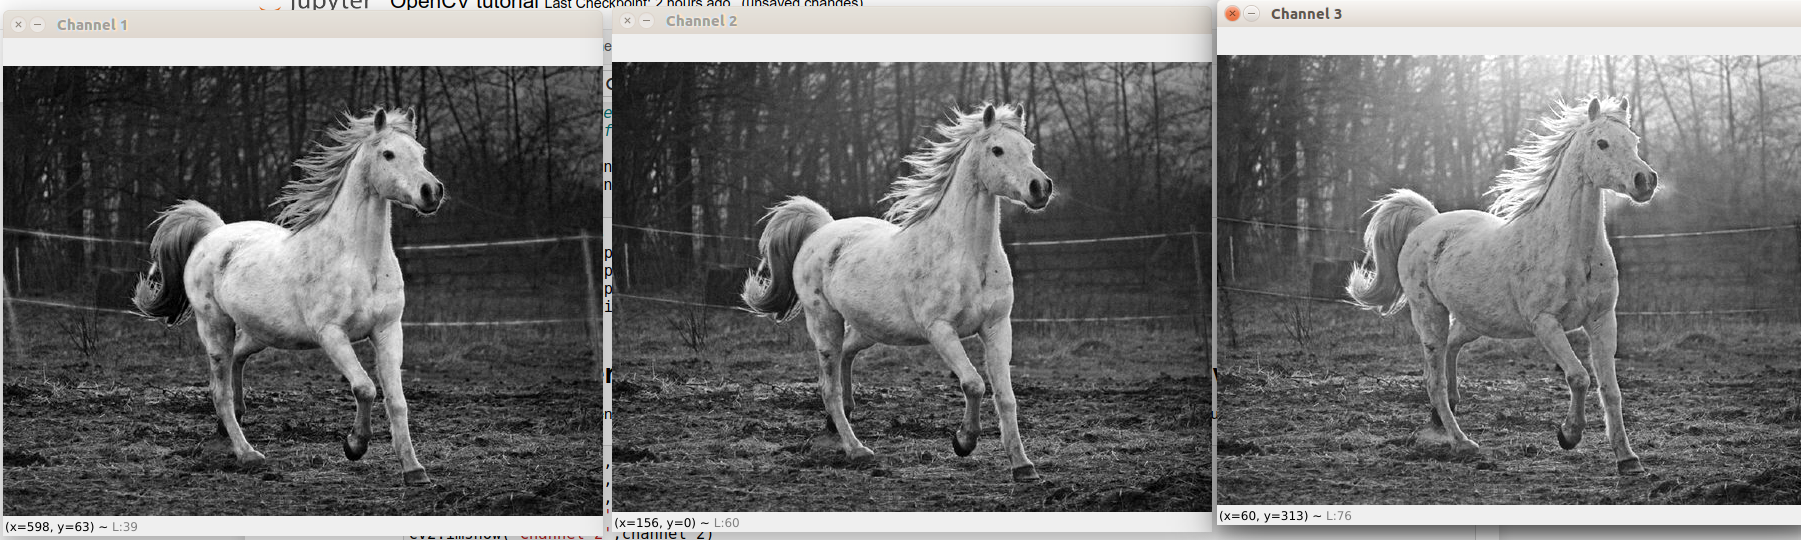 jupyter OpenCV tutorial Last Checkpoint: 2 hours ago (unsaved changes)
Channel 1
Channel 2
Channel 3
(x=598, y=63) ~ L:39
(x=156, y=0) ~ L:60
(x=60, y=313) ~ L:76
cv2.imshow("channel 2",channel 2)